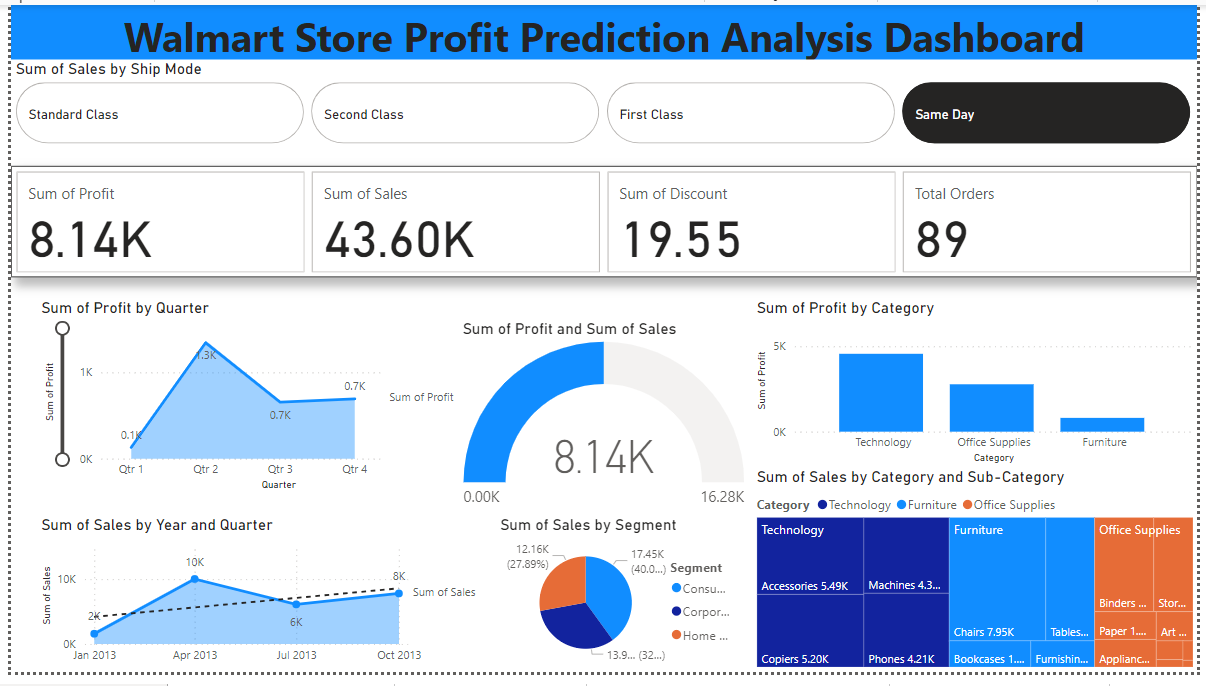 Walmart Store Profit Prediction Analysis Dashboard
Sum of Sales by Ship Mode
Standard Class
Second Class
First Class
Same Day
Sum of Profit
8.14K
Sum of Sales
43.60K
Sum of Discount
19.55
Total Orders
89
Sum of Profit by Quarter
Sum of Profit
1K
0K
0.1K
1.3K
0.7K
0.7K
Sum of Profit
Qtr 1
Qtr 2
Qtr 3
Qtr 4
Quarter
Sum of Profit and Sum of Sales
8.14K
0.00K
16.28K
Sum of Profit by Category
Sum of Profit
5K
0K
Technology
Office Supplies
Furniture
Category
Sum of Sales by Year and Quarter
Sum of Sales
10K
0K
2K
10K
6K
8K
Sum of Sales
Jan 2013
Apr 2013
Jul 2013
Oct 2013
Sum of Sales by Segment
12.16K
(27.89%)
17.45K
(40.0...)
13.9... (32...)
Segment
Consu...
Corpor...
Home ...
Sum of Sales by Category and Sub-Category
Category Technology Furniture Office Supplies
Technology
Accessories 5.49K
Machines 4.3...
Copiers 5.20K
Phones 4.21K
Furniture
Chairs 7.95K
Tables...
Bookcases 1....
Furnishin...
Office Supplies
Binders ...
Stor...
Paper 1....
Art ...
Applianc...